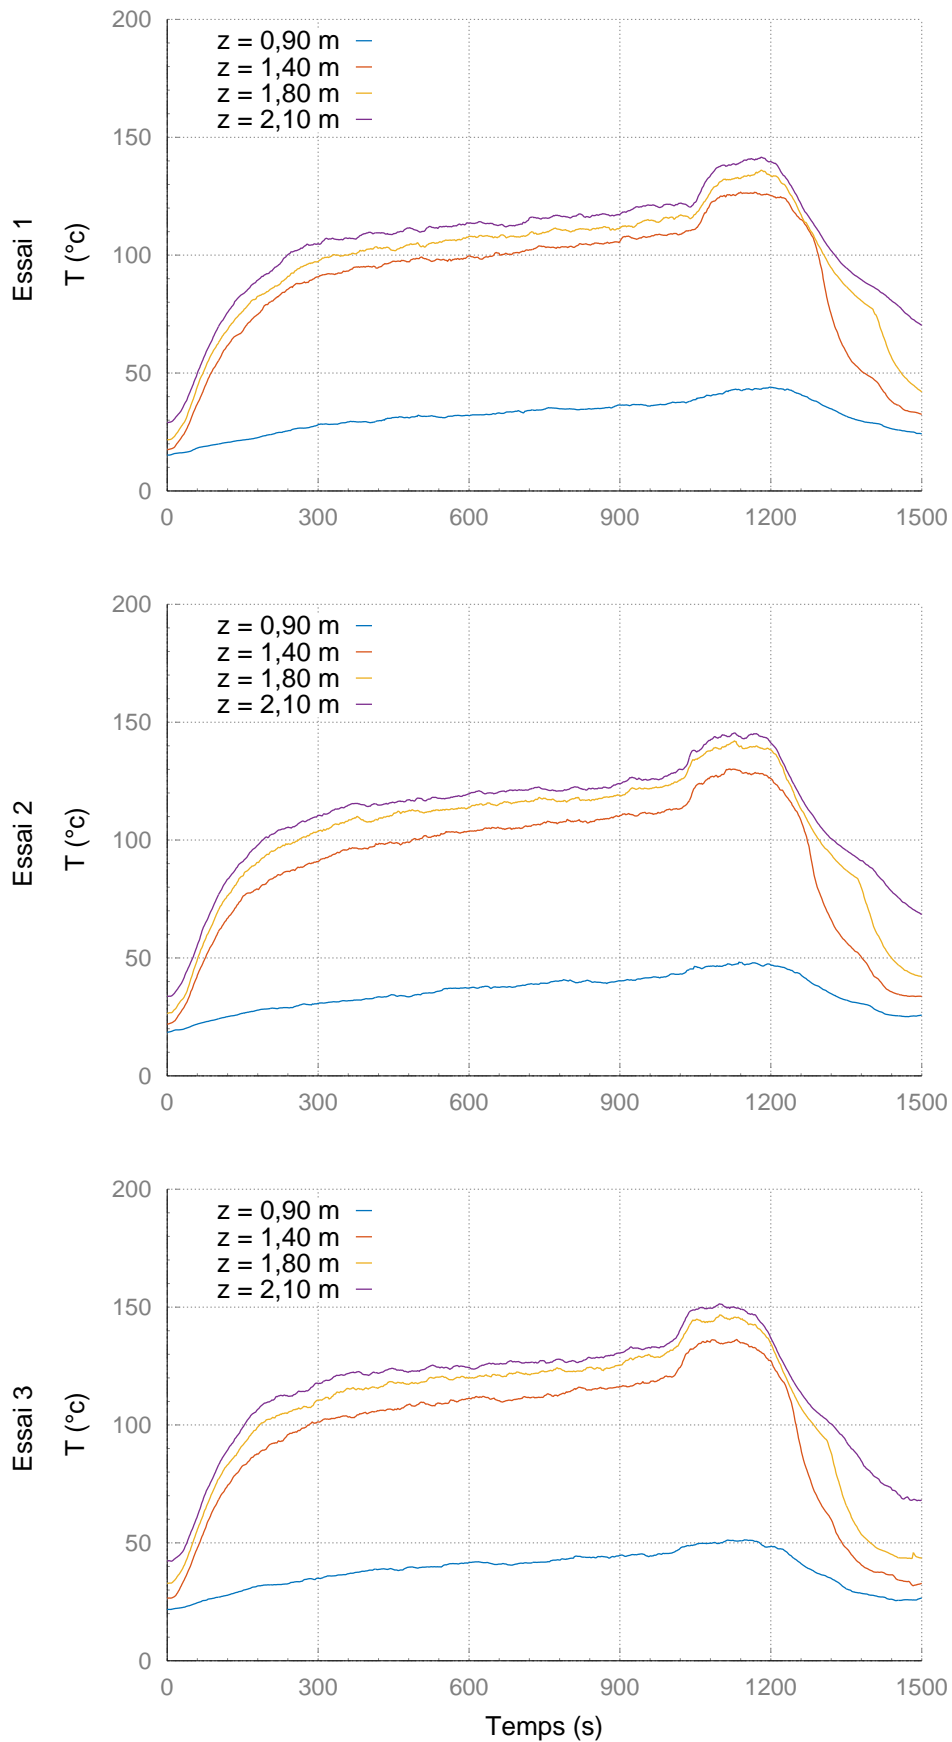 200
150
100
50
0
z = 0,90 m
z = 1,40 m
z = 1,80 m
z = 2,10 m
Essai 1
T (°c)
0 300 600 900 1200 1500
200
150
100
50
0
z = 0,90 m
z = 1,40 m
z = 1,80 m
z = 2,10 m
Essai 2
T (°c)
0 300 600 900 1200 1500
200
150
100
50
0
z = 0,90 m
z = 1,40 m
z = 1,80 m
z = 2,10 m
Essai 3
T (°c)
0 300 600 900 1200 1500
Temps (s)